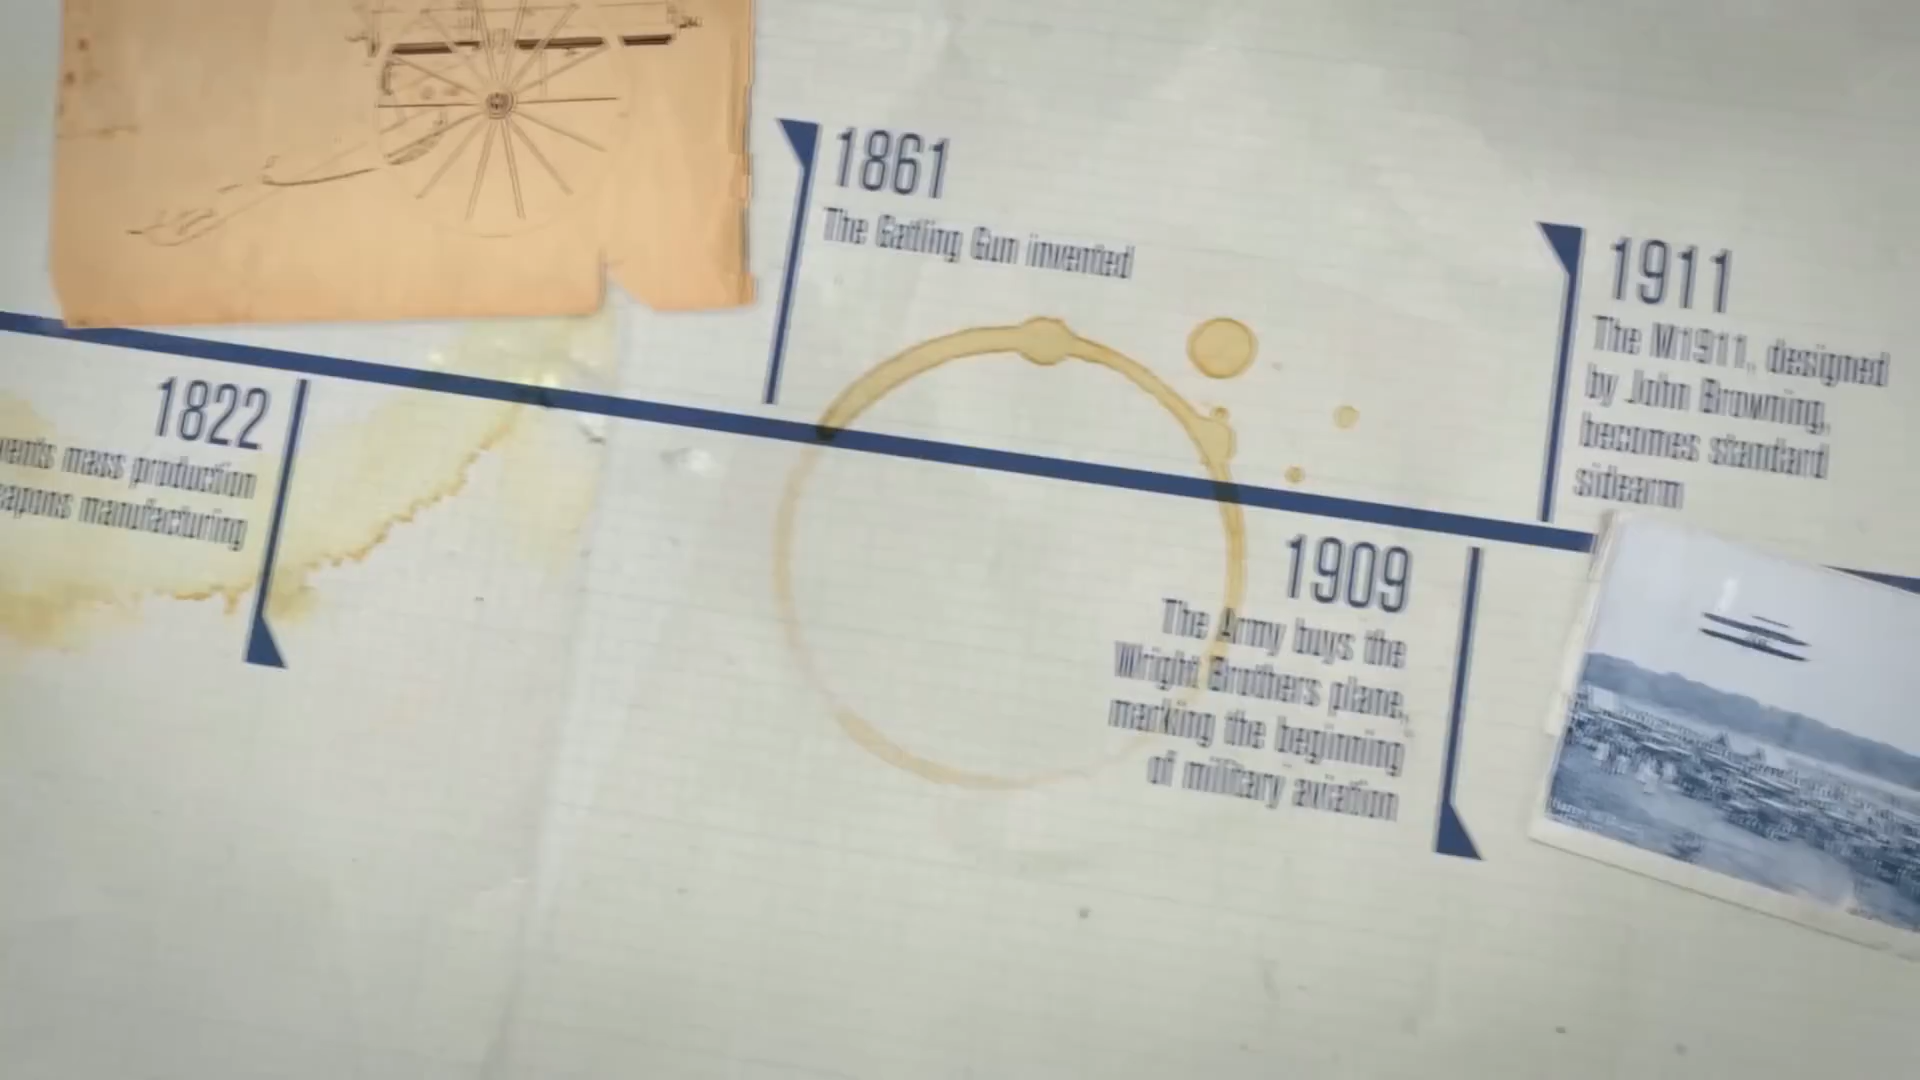 1861
The Gatling Gun invented
1911
The M1911, designed
by John Browning,
becomes standard
sidearm
1822
mass production
manufacturing
1909
The Army buys the
Wright Brothers plane,
marking the beginning
of military aviation